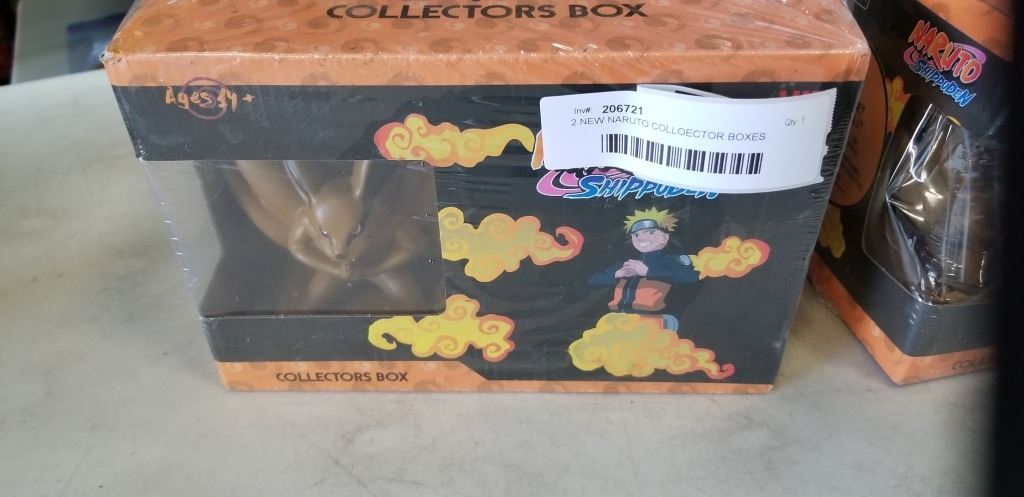 COLLECTORS BOX
Ages 14+
Inv#: 206721
Qty: 1
2 NEW NARUTO COLLOECTOR BOXES
SHIPPUDEN
COLLECTORS BOX
NARUTO
SHIPPUDEN